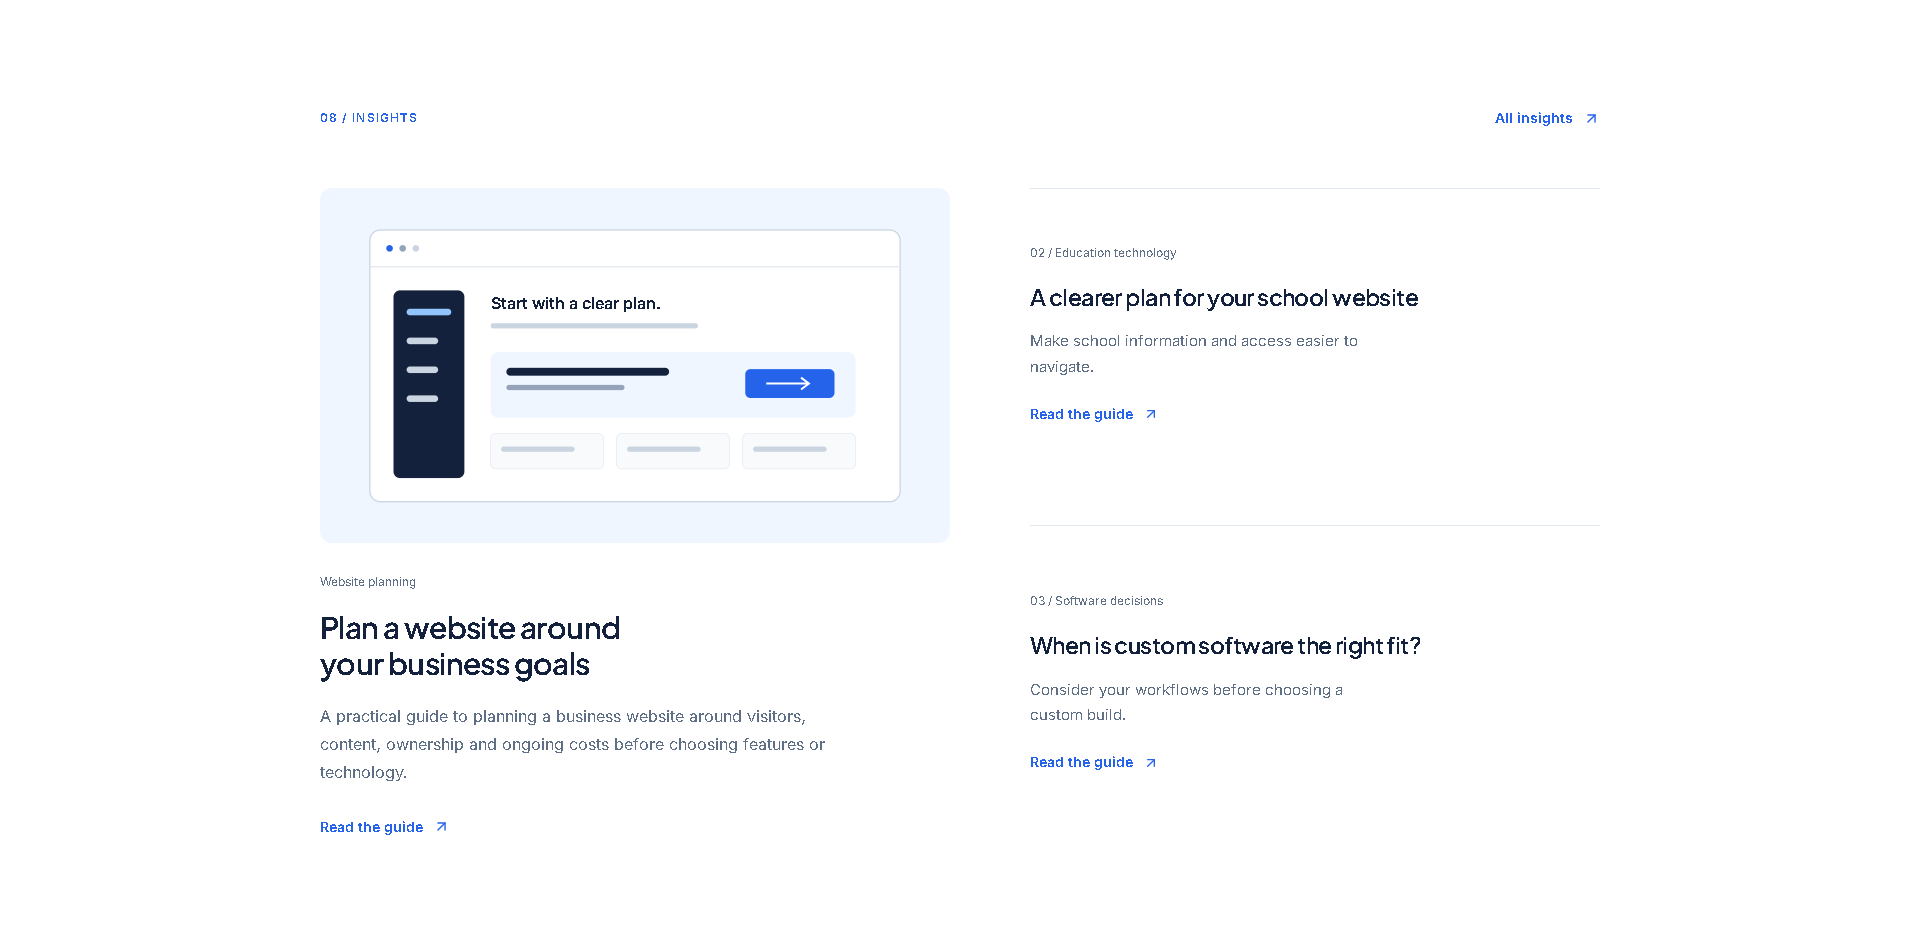 08 / INSIGHTS
All insights
Start with a clear plan.
Website planning
Plan a website around
your business goals
A practical guide to planning a business website around visitors,
content, ownership and ongoing costs before choosing features or
technology.
Read the guide
02 / Education technology
A clearer plan for your school website
Make school information and access easier to
navigate.
Read the guide
03 / Software decisions
When is custom software the right fit?
Consider your workflows before choosing a
custom build.
Read the guide